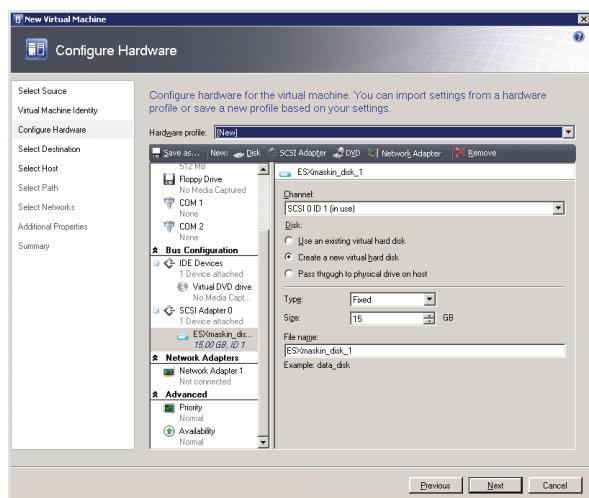 New Virtual Machine
Configure Hardware
Select Source
Virtual Machine Identity
Configure Hardware
Select Destination
Select Host
Select Path
Select Networks
Additional Properties
Summary
Configure hardware for the virtual machine. You can import settings from a hardware
profile or save a new profile based on your settings.
Hardware profile: [New]
Save as... New: Disk SCSI Adapter DVD Network Adapter Remove
512 MB
Floppy Drive
No Media Captured
COM 1
None
COM 2
None
Bus Configuration
IDE Devices
1 Device attached
Virtual DVD drive
No Media Capt...
SCSI Adapter 0
1 Device attached
ESXmaskin_dis...
15,00 GB, ID 1
Network Adapters
Network Adapter 1
Not connected
Advanced
Priority
Normal
Availability
Normal
ESXmaskin_disk_1
Channel:
SCSI 0 ID 1 (in use)
Disk:
Use an existing virtual hard disk
Create a new virtual hard disk
Pass through to physical drive on host
Type: Fixed
Size: 15 GB
File name:
ESXmaskin_disk_1
Example: data_disk
Previous Next Cancel